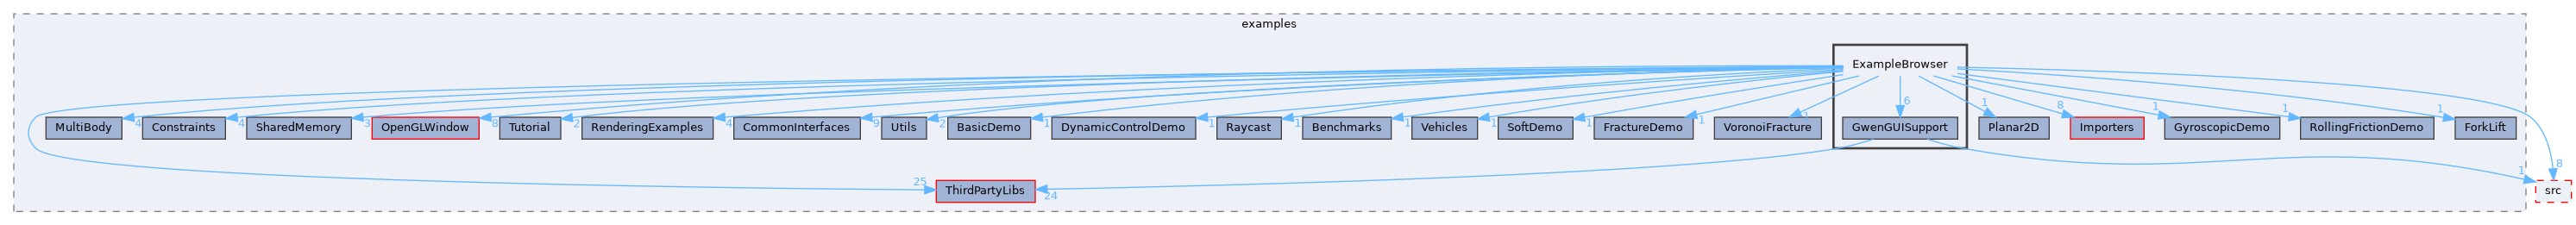 examples
ExampleBrowser
6
1
8
1
1
1
MultiBody
4
Constraints
4
SharedMemory
3
OpenGLWindow
8
Tutorial
2
RenderingExamples
4
CommonInterfaces
9
Utils
2
BasicDemo
1
DynamicControlDemo
1
Raycast
1
Benchmarks
1
Vehicles
1
SoftDemo
1
FractureDemo
1
VoronoiFracture
GwenGUISupport
Planar2D
Importers
GyroscopicDemo
RollingFrictionDemo
ForkLift
25
ThirdPartyLibs
24
1
8
src